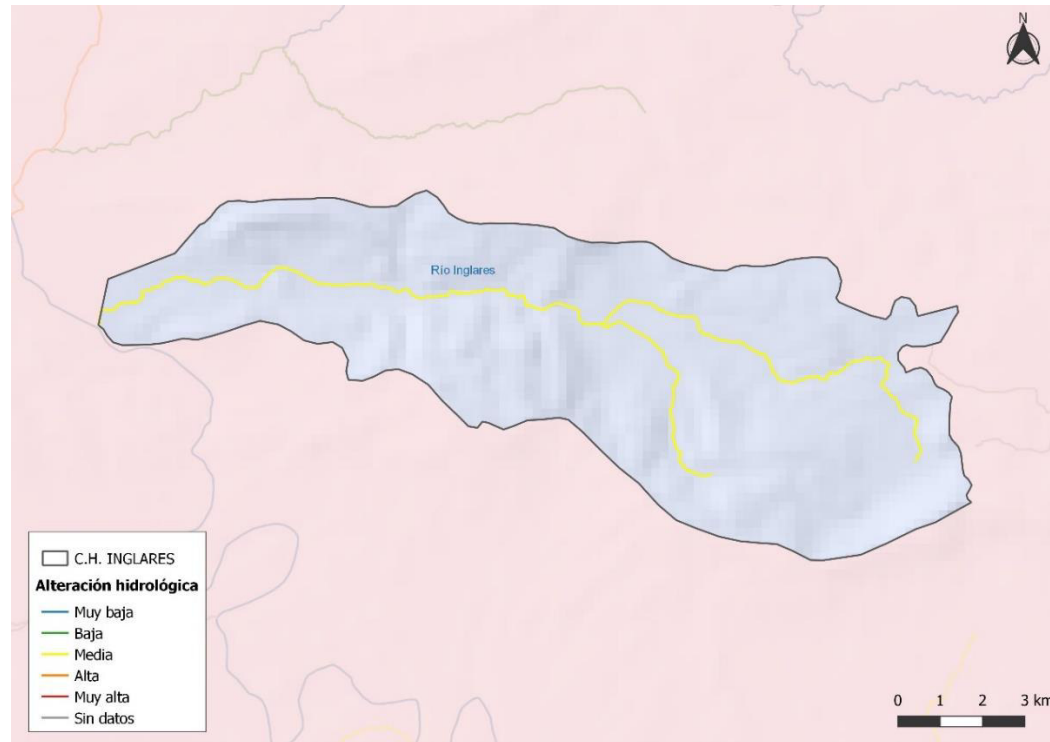 N
Río Inglares
C.H. INGLARES
Alteración hidrológica
Muy baja
Baja
Media
Alta
Muy alta
Sin datos
0 1 2 3 km